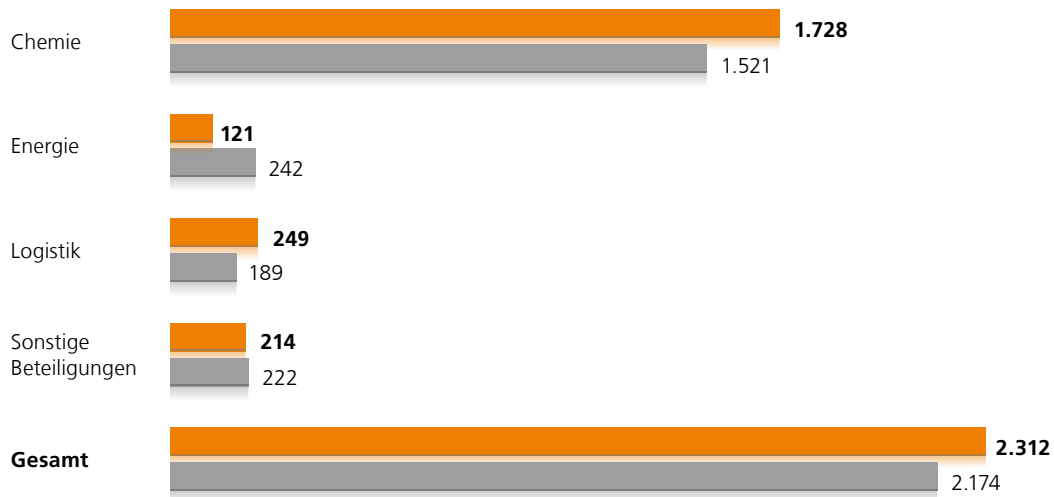 Chemie
1.728
1.521
Energie
121
242
Logistik
249
189
Sonstige
Beteiligungen
214
222
Gesamt
2.312
2.174